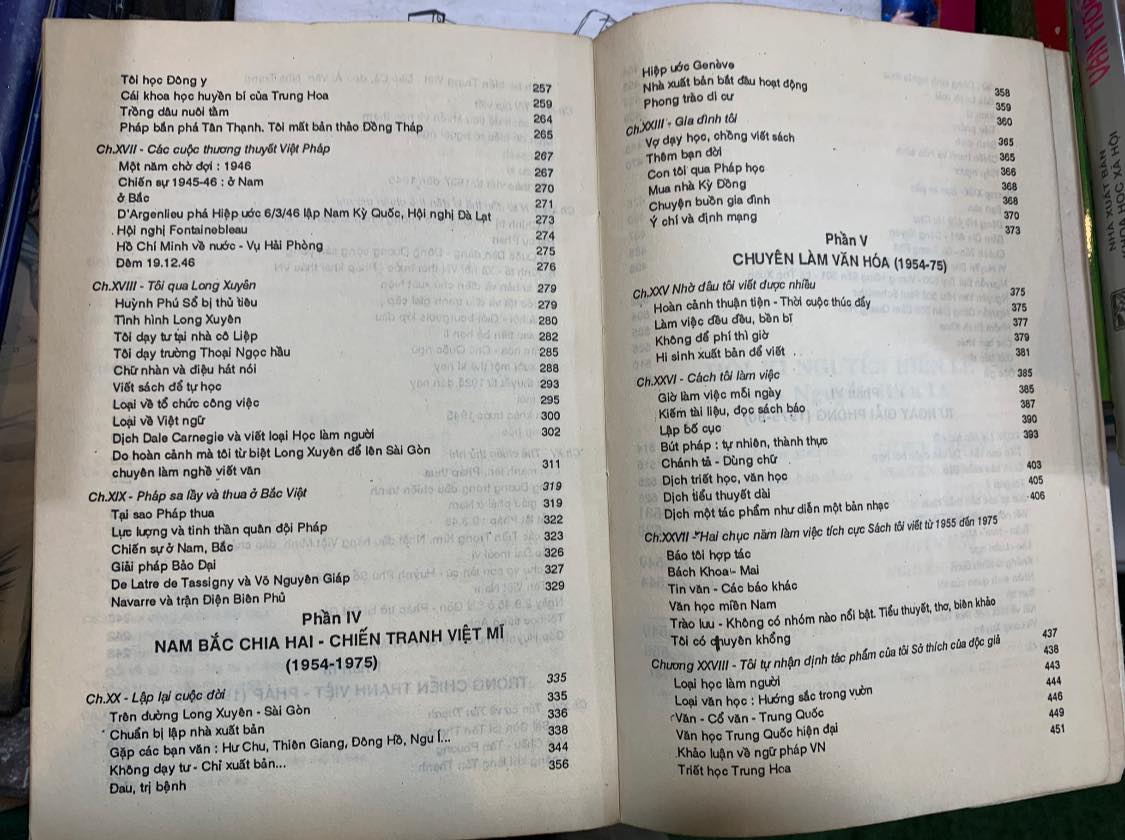 Tôi học Đông y 257
Cái khoa học huyền bí của Trung Hoa 259
Trồng dâu nuôi tằm 264
Pháp bắn phá Tân Thạnh. Tôi mất bản thảo Đồng Tháp 265
Ch.XVII - Các cuộc thương thuyết Việt Pháp 267
Một năm chờ đợi : 1946 267
Chiến sự 1945-46 : ở Nam 270
ở Bắc 271
D'Argenlieu phá Hiệp ước 6/3/46 lập Nam Kỳ Quốc, Hội nghị Đà Lạt 273
Hội nghị Fontainebleau 274
Hồ Chí Minh về nước - Vụ Hải Phòng 275
Đêm 19.12.46 276
Ch.XVIII - Tôi qua Long Xuyên 279
Huỳnh Phú Sổ bị thủ tiêu 279
Tình hình Long Xuyên 280
Tôi dạy tư tại nhà cô Liệp 282
Tôi dạy trường Thoại Ngọc hầu 285
Chữ nhàn và điệu hát nói 288
Viết sách để tự học 293
Loại về tổ chức công việc 295
Loại về Việt ngữ 300
Dịch Dale Carnegie và viết loại Học làm người 302
Do hoàn cảnh mà tôi từ biệt Long Xuyên để lên Sài Gòn
chuyên làm nghề viết văn 311
Ch.XIX - Pháp sa lầy và thua ở Bắc Việt 319
Tại sao Pháp thua 319
Lực lượng và tinh thần quân đội Pháp 322
Chiến sự ở Nam, Bắc 323
Giải pháp Bảo Đại 326
De Latre de Tassigny và Võ Nguyên Giáp 327
Navarre và trận Điện Biên Phủ 329
Phần IV
NAM BẮC CHIA HAI - CHIẾN TRANH VIỆT MĨ
(1954-1975)
Ch.XX - Lập lại cuộc đời 335
Trên đường Long Xuyên - Sài Gòn 335
Chuẩn bị lập nhà xuất bản 336
Gặp các bạn văn : Hư Chu, Thiên Giang, Đông Hồ, Ngu Í... 338
Không dạy tư - Chỉ xuất bản... 344
Đau, trị bệnh 356
Hiệp ước Genève
Nhà xuất bản bắt đầu hoạt động 358
Phong trào di cư 359
Ch.XXIII - Gia đình tôi 360
Vợ dạy học, chồng viết sách 365
Thêm bạn đời 365
Con tôi qua Pháp học 366
Mua nhà Kỳ Đồng 368
Chuyện buồn gia đình 368
Ý chí và định mạng 370
373
Phần V
CHUYÊN LÀM VĂN HÓA (1954-75)
Ch.XXV Nhờ đâu tôi viết được nhiều 375
Hoàn cảnh thuận tiện - Thời cuộc thúc đẩy 375
Làm việc đều đều, bền bĩ 377
Không để phí thì giờ 379
Hi sinh xuất bản để viết 381
Ch.XXVI - Cách tôi làm việc 385
Giờ làm việc mỗi ngày 385
Kiếm tài liệu, đọc sách báo 387
Lập bố cục 390
Bút pháp : tự nhiên, thành thực 393
Chánh tả - Dùng chữ
Dịch triết học, văn học 403
Dịch tiểu thuyết dài 405
Dịch một tác phẩm như diễn một bản nhạc 406
Ch.XXVII - Hai chục năm làm việc tích cực Sách tôi viết từ 1955 đến 1975
Báo tôi hợp tác
Bách Khoa - Mai
Tin văn - Các báo khác
Văn học miền Nam
Trào lưu - Không có nhóm nào nổi bật. Tiểu thuyết, thơ, biên khảo
Tôi có chuyên không
Chương XXVIII - Tôi tự nhận định tác phẩm của tôi Sở thích của độc giả 437
Loại học làm người 438
Loại văn học : Hướng sắc trong vườn 443
Văn - Cổ văn - Trung Quốc 444
Văn học Trung Quốc hiện đại 446
Khảo luận về ngữ pháp VN 449
Triết học Trung Hoa 451
NHÀ XUẤT BẢN
KHOA HỌC XÃ HỘI